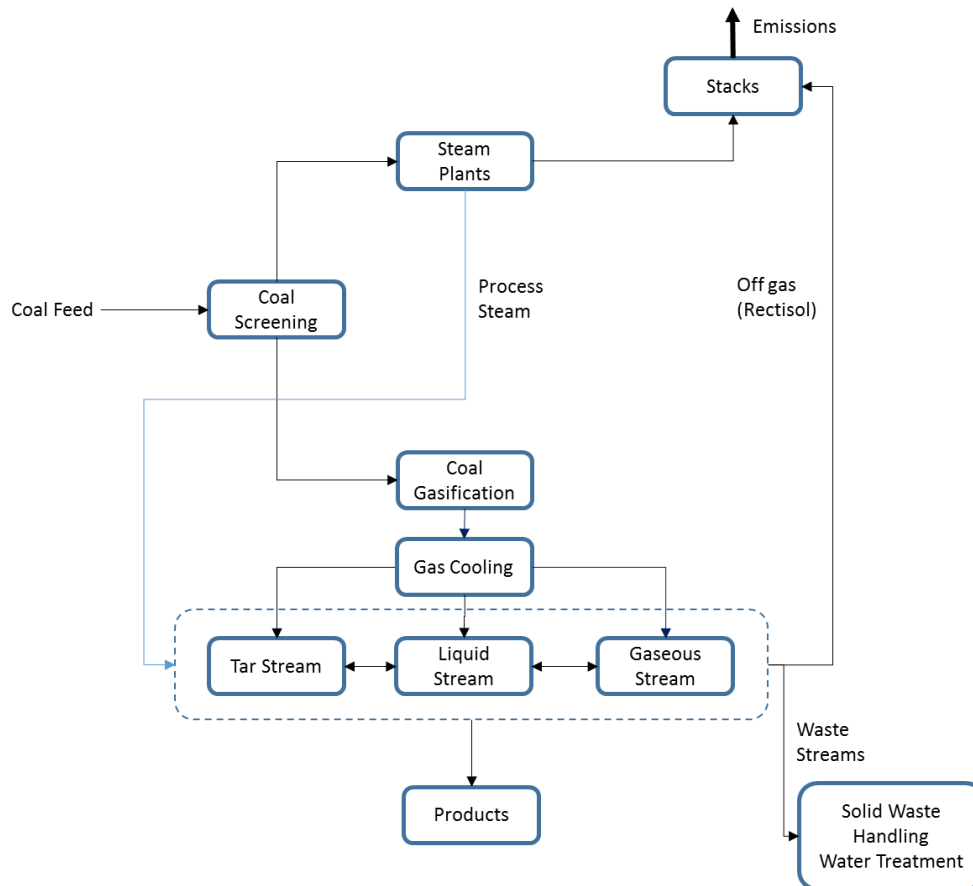 Emissions
Stacks
Steam
Plants
Coal Feed
Coal
Screening
Process
Steam
Off gas
(Rectisol)
Coal
Gasification
Gas Cooling
Tar Stream
Liquid
Stream
Gaseous
Stream
Waste
Streams
Products
Solid Waste
Handling
Water Treatment